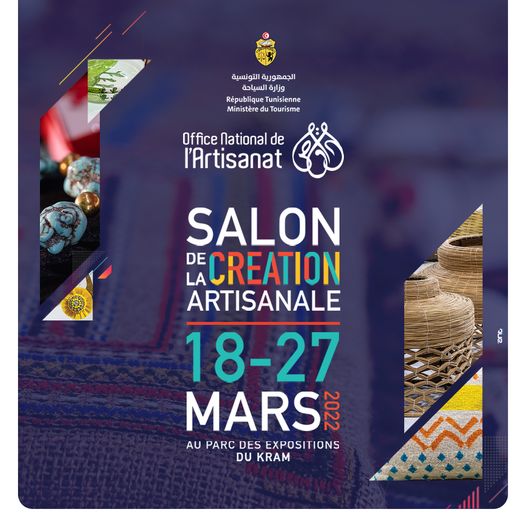 الجمهورية التونسية
وزارة السياحة
République Tunisienne
Ministère du Tourisme
Office National de
l'Artisanat
SALON
DE
LA CREATION
ARTISANALE
18-27
MARS 2022
AU PARC DES EXPOSITIONS
DU KRAM